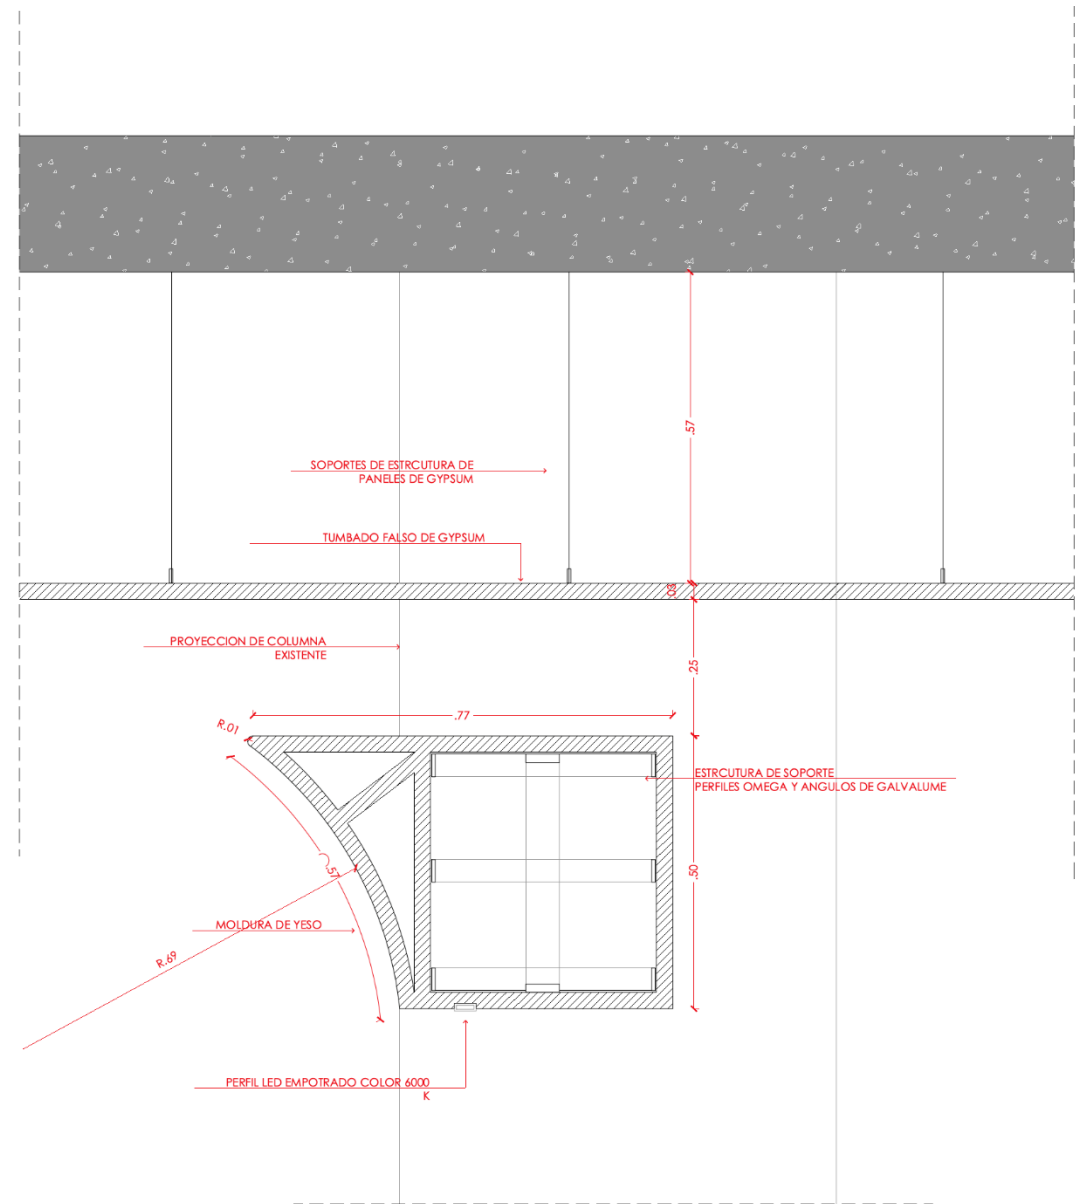 .57
SOPORTES DE ESTRCUTURA DE
PANELES DE GYPSUM
TUMBADO FALSO DE GYPSUM
.03
PROYECCION DE COLUMNA
EXISTENTE
.25
R.01
.77
ESTRCUTURA DE SOPORTE
PERFILES OMEGA Y ANGULOS DE GALVALUME
.57
.50
MOLDURA DE YESO
R.69
PERFIL LED EMPOTRADO COLOR 6000
K